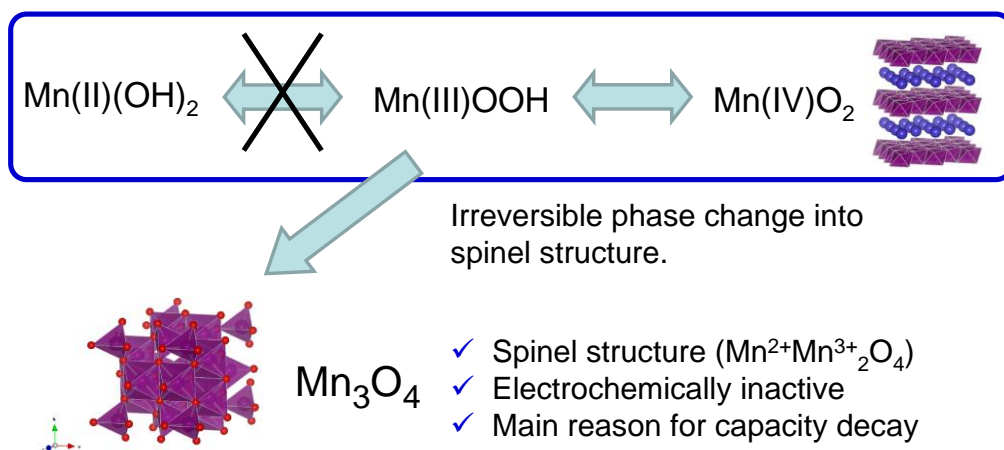 Mn(II)(OH)₂ Mn(III)OOH Mn(IV)O₂
Irreversible phase change into
spinel structure.
Mn₃O₄
✓ Spinel structure (Mn²⁺Mn³⁺₂O₄)
✓ Electrochemically inactive
✓ Main reason for capacity decay